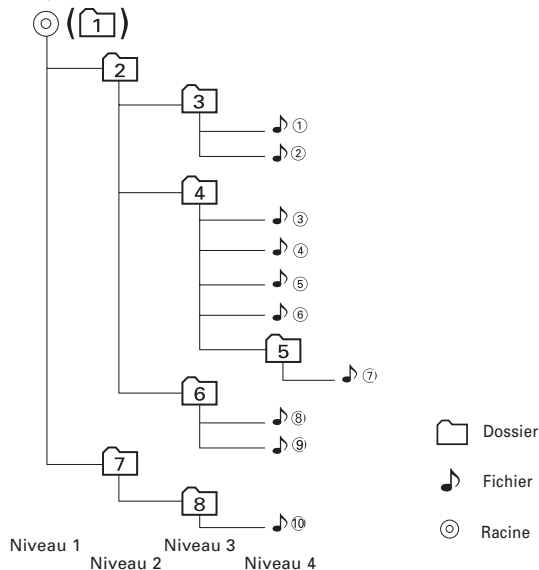 (1)
2
3
①
②
4
③
④
⑤
⑥
5
⑦
6
⑧
⑨
7
8
⑩
Dossier
Fichier
Racine
Niveau 1
Niveau 2
Niveau 3
Niveau 4